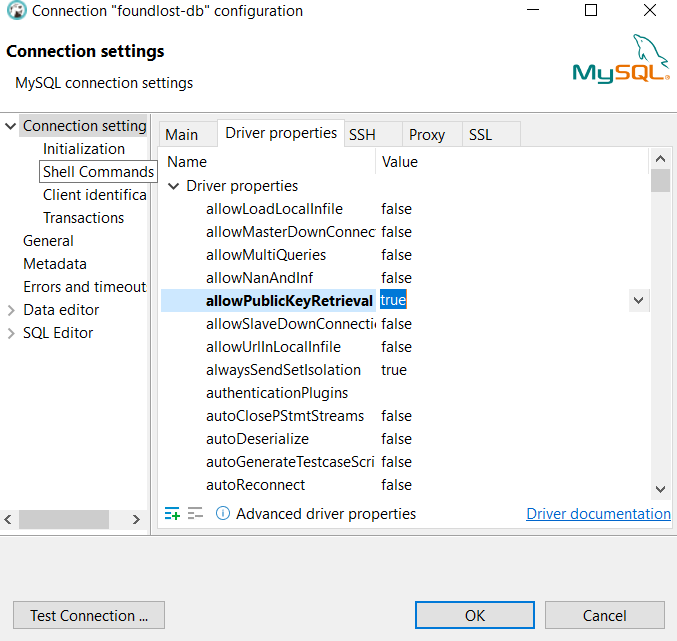 Connection "foundlost-db" configuration
Connection settings
MySQL connection settings
MySQL®
Connection setting
Initialization
Shell Commands
Client identifica
Transactions
General
Metadata
Errors and timeout
Data editor
SQL Editor
Main Driver properties SSH Proxy SSL
Name Value
Driver properties
allowLoadLocalInfile false
allowMasterDownConnec false
allowMultiQueries false
allowNanAndInf false
allowPublicKeyRetrieval true
allowSlaveDownConnectio false
allowUrlInLocalInfile false
alwaysSendSetIsolation true
authenticationPlugins
autoClosePStmtStreams false
autoDeserialize false
autoGenerateTestcaseScri false
autoReconnect false
Advanced driver properties Driver documentation
Test Connection ... OK Cancel